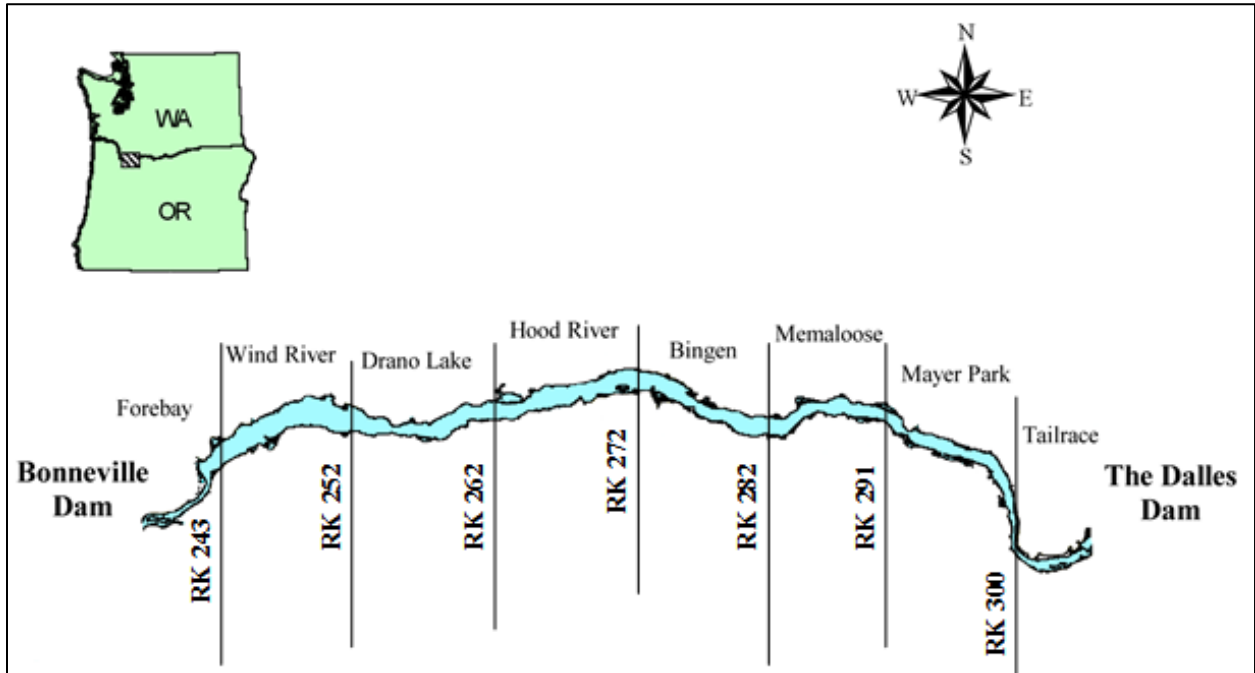 N
W
E
S
WA
OR
Hood River
Memaloose
Wind River
Drano Lake
Bingen
Mayer Park
Forebay
Tailrace
Bonneville
Dam
The Dalles
Dam
RK 243
RK 252
RK 262
RK 272
RK 282
RK 291
RK 300